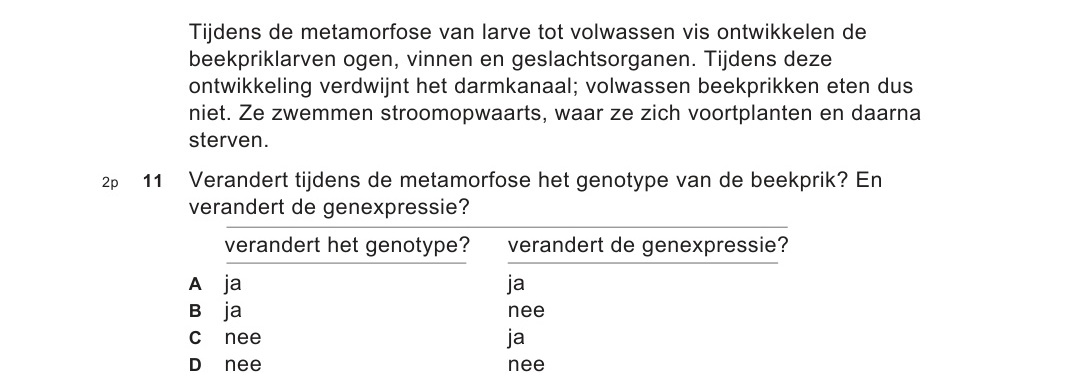 Tijdens de metamorfose van larve tot volwassen vis ontwikkelen de
beekpriklarven ogen, vinnen en geslachtsorganen. Tijdens deze
ontwikkeling verdwijnt het darmkanaal; volwassen beekprikken eten dus
niet. Ze zwemmen stroomopwaarts, waar ze zich voortplanten en daarna
sterven.
2p 11 Verandert tijdens de metamorfose het genotype van de beekprik? En
verandert de genexpressie?
verandert het genotype? verandert de genexpressie?
A ja ja
B ja nee
C nee ja
D nee nee